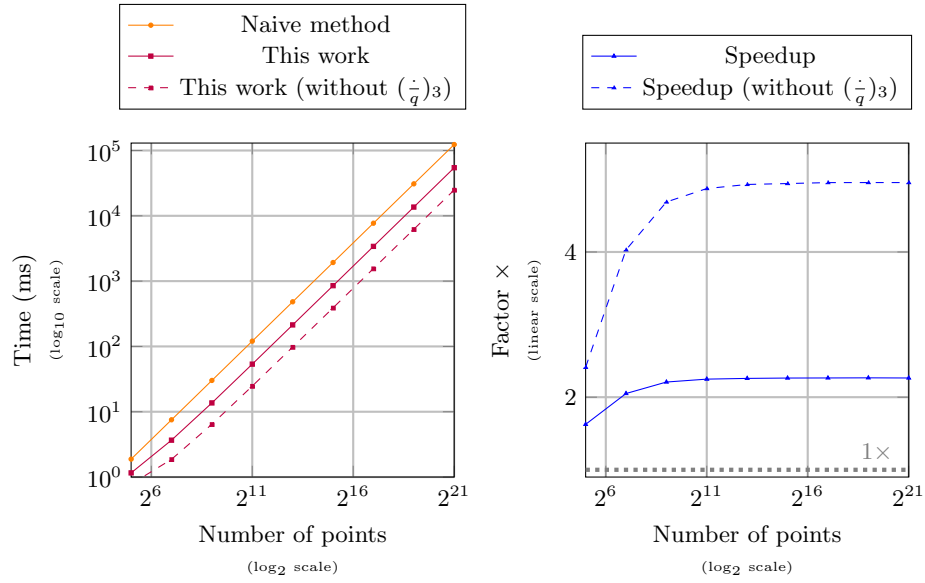 Naive method
This work
This work (without (⋅/q)₃)
Time (ms)
(log₁₀ scale)
10⁵
10⁴
10³
10²
10¹
10⁰
2⁶
2¹¹
2¹⁶
2²¹
Number of points
(log₂ scale)
Speedup
Speedup (without (⋅/q)₃)
Factor ×
(linear scale)
4
2
1×
2⁶
2¹¹
2¹⁶
2²¹
Number of points
(log₂ scale)